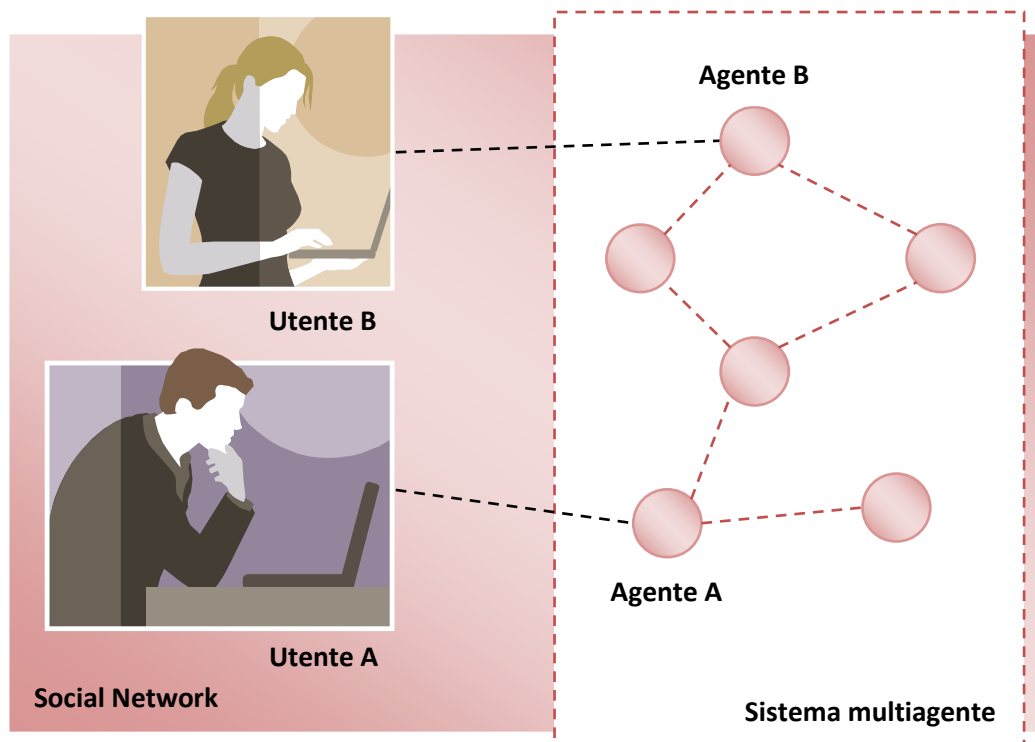 Agente B
Utente B
Agente A
Utente A
Social Network
Sistema multiagente